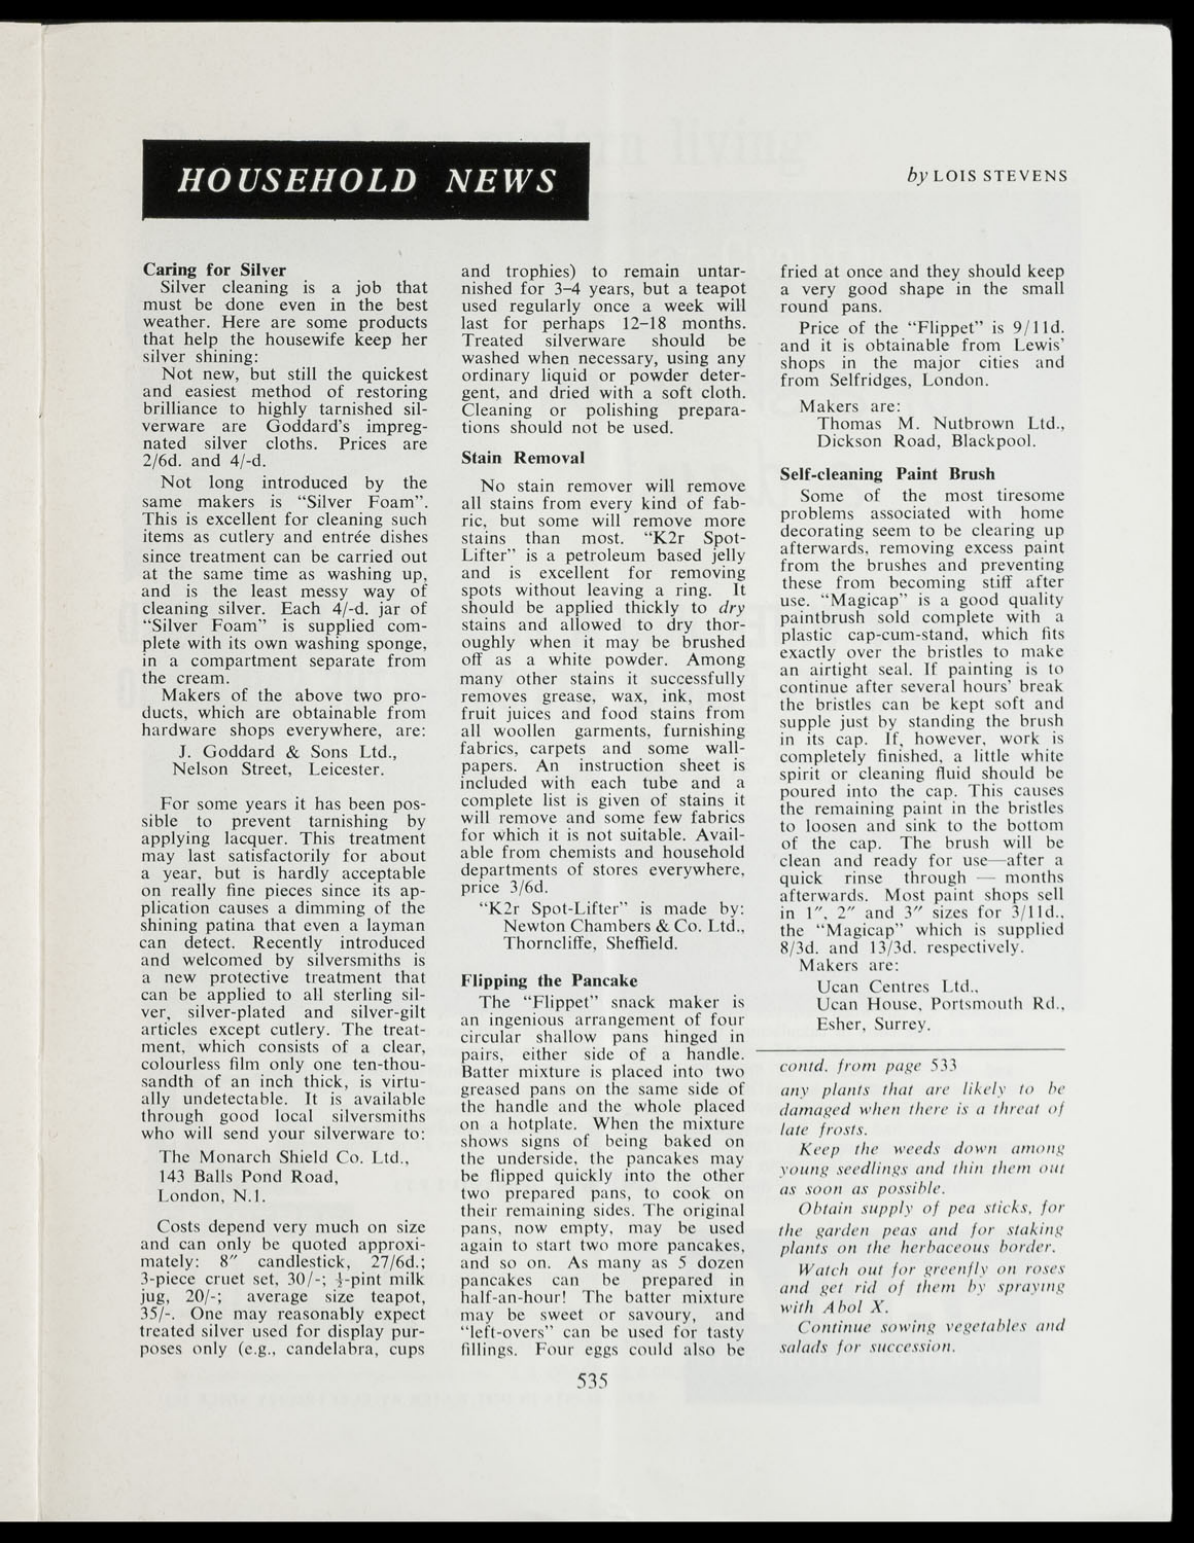 HOUSEHOLD NEWS
by LOIS STEVENS
Caring for Silver
Silver cleaning is a job that
must be done even in the best
weather. Here are some products
that help the housewife keep her
silver shining:
Not new, but still the quickest
and easiest method of restoring
brilliance to highly tarnished sil-
verware are Goddard's impreg-
nated silver cloths. Prices are
2/6d. and 4/-d.
Not long introduced by the
same makers is "Silver Foam".
This is excellent for cleaning such
items as cutlery and entrée dishes
since treatment can be carried out
at the same time as washing up,
and is the least messy way of
cleaning silver. Each 4/-d. jar of
"Silver Foam" is supplied com-
plete with its own washing sponge,
in a compartment separate from
the cream.
Makers of the above two pro-
ducts, which are obtainable from
hardware shops everywhere, are:
J. Goddard & Sons Ltd.,
Nelson Street, Leicester.
For some years it has been pos-
sible to prevent tarnishing by
applying lacquer. This treatment
may last satisfactorily for about
a year, but is hardly acceptable
on really fine pieces since its ap-
plication causes a dimming of the
shining patina that even a layman
can detect. Recently introduced
and welcomed by silversmiths is
a new protective treatment that
can be applied to all sterling sil-
ver, silver-plated and silver-gilt
articles except cutlery. The treat-
ment, which consists of a clear,
colourless film only one ten-thou-
sandth of an inch thick, is virtu-
ally undetectable. It is available
through good local silversmiths
who will send your silverware to:
The Monarch Shield Co. Ltd.,
143 Balls Pond Road,
London, N.1.
Costs depend very much on size
and can only be quoted approxi-
mately: 8″ candlestick, 27/6d.;
3-piece cruet set, 30/-; ½-pint milk
jug, 20/-; average size teapot,
35/-. One may reasonably expect
treated silver used for display pur-
poses only (e.g., candelabra, cups
and trophies) to remain untar-
nished for 3–4 years, but a teapot
used regularly once a week will
last for perhaps 12–18 months.
Treated silverware should be
washed when necessary, using any
ordinary liquid or powder deter-
gent, and dried with a soft cloth.
Cleaning or polishing prepara-
tions should not be used.
Stain Removal
No stain remover will remove
all stains from every kind of fab-
ric, but some will remove more
stains than most. "K2r Spot-
Lifter" is a petroleum based jelly
and is excellent for removing
spots without leaving a ring. It
should be applied thickly to dry
stains and allowed to dry thor-
oughly when it may be brushed
off as a white powder. Among
many other stains it successfully
removes grease, wax, ink, most
fruit juices and food stains from
all woollen garments, furnishing
fabrics, carpets and some wall-
papers. An instruction sheet is
included with each tube and a
complete list is given of stains it
will remove and some few fabrics
for which it is not suitable. Avail-
able from chemists and household
departments of stores everywhere,
price 3/6d.
"K2r Spot-Lifter" is made by:
Newton Chambers & Co. Ltd.,
Thorncliffe, Sheffield.
Flipping the Pancake
The "Flippet" snack maker is
an ingenious arrangement of four
circular shallow pans hinged in
pairs, either side of a handle.
Batter mixture is placed into two
greased pans on the same side of
the handle and the whole placed
on a hotplate. When the mixture
shows signs of being baked on
the underside, the pancakes may
be flipped quickly into the other
two prepared pans, to cook on
their remaining sides. The original
pans, now empty, may be used
again to start two more pancakes,
and so on. As many as 5 dozen
pancakes can be prepared in
half-an-hour! The batter mixture
may be sweet or savoury, and
"left-overs" can be used for tasty
fillings. Four eggs could also be
fried at once and they should keep
a very good shape in the small
round pans.
Price of the "Flippet" is 9/11d.
and it is obtainable from Lewis'
shops in the major cities and
from Selfridges, London.
Makers are:
Thomas M. Nutbrown Ltd.,
Dickson Road, Blackpool.
Self-cleaning Paint Brush
Some of the most tiresome
problems associated with home
decorating seem to be clearing up
afterwards, removing excess paint
from the brushes and preventing
these from becoming stiff after
use. "Magicap" is a good quality
paintbrush sold complete with a
plastic cap-cum-stand, which fits
exactly over the bristles to make
an airtight seal. If painting is to
continue after several hours' break
the bristles can be kept soft and
supple just by standing the brush
in its cap. If, however, work is
completely finished, a little white
spirit or cleaning fluid should be
poured into the cap. This causes
the remaining paint in the bristles
to loosen and sink to the bottom
of the cap. The brush will be
clean and ready for use—after a
quick rinse through — months
afterwards. Most paint shops sell
in 1″, 2″ and 3″ sizes for 3/11d.,
the "Magicap" which is supplied
8/3d. and 13/3d. respectively.
Makers are:
Ucan Centres Ltd.,
Ucan House, Portsmouth Rd.,
Esher, Surrey.
contd. from page 533
any plants that are likely to be
damaged when there is a threat of
late frosts.
Keep the weeds down among
young seedlings and thin them out
as soon as possible.
Obtain supply of pea sticks, for
the garden peas and for staking
plants on the herbaceous border.
Watch out for greenfly on roses
and get rid of them by spraying
with Abol X.
Continue sowing vegetables and
salads for succession.
535